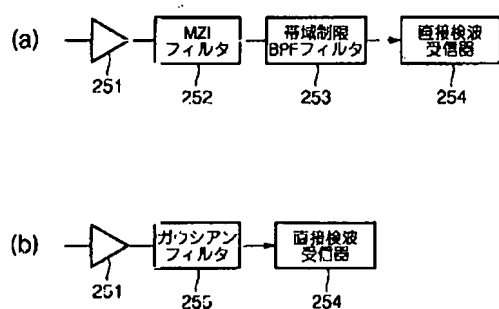 (a)
MZI
フィルタ
帯域制限
BPFフィルタ
直接検波
受信器
251
252
253
254
(b)
ガウシアン
フィルタ
直接検波
受信器
251
255
254